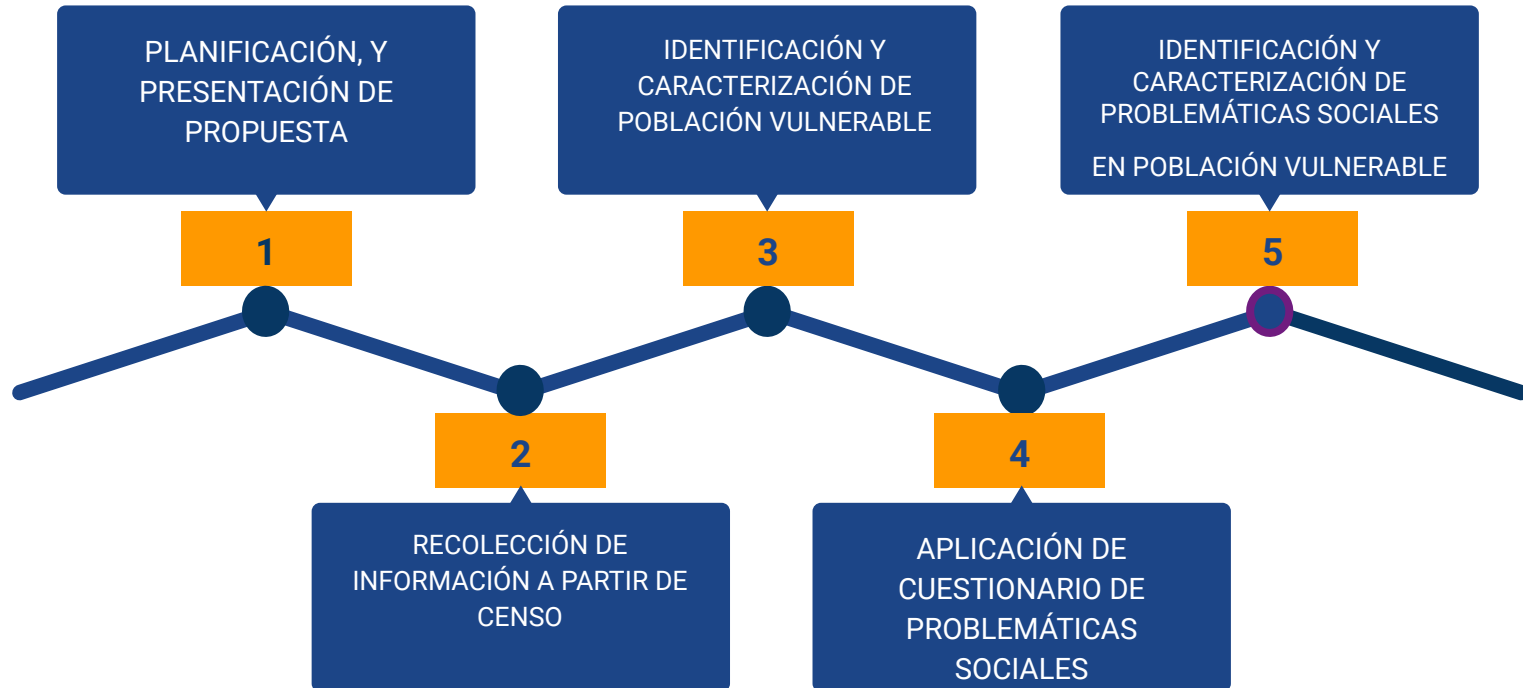 PLANIFICACIÓN, Y
PRESENTACIÓN DE
PROPUESTA
1
RECOLECCIÓN DE
INFORMACIÓN A PARTIR DE
CENSO
2
IDENTIFICACIÓN Y
CARACTERIZACIÓN DE
POBLACIÓN VULNERABLE
3
APLICACIÓN DE
CUESTIONARIO DE
PROBLEMÁTICAS
SOCIALES
4
IDENTIFICACIÓN Y
CARACTERIZACIÓN DE
PROBLEMÁTICAS SOCIALES
EN POBLACIÓN VULNERABLE
5